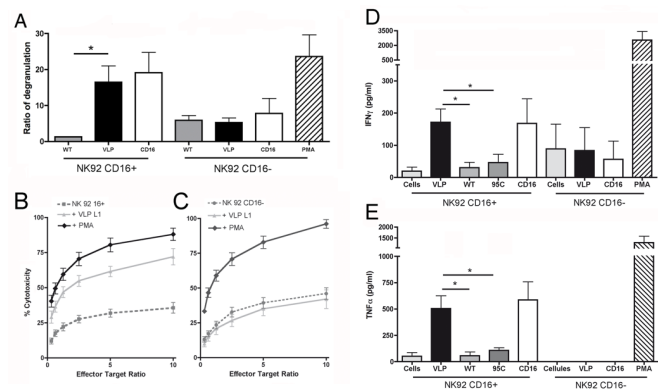 A
Ratio of degranulation
40
30
20
10
0
*
WT VLP CD16 WT VLP CD16 PMA
NK92 CD16+ NK92 CD16-
B
NK 92 16+
+ VLP L1
+ PMA
% Cytotoxicity
100
75
50
25
0
0 5 10
Effector Target Ratio
C
NK92 CD16-
+ VLP L1
+ PMA
100
75
50
25
0
0 5 10
Effector Target Ratio
D
IFNγ (pg/ml)
3500
2500
1500
500
300
200
100
0
*
*
Cells VLP WT 95C CD16 Cells VLP CD16 PMA
NK92 CD16+ NK92 CD16-
E
TNFα (pg/ml)
2500
1500
1000
750
500
250
0
*
*
Cells VLP WT 95C CD16 Cellules VLP CD16 PMA
NK92 CD16+ NK92 CD16-